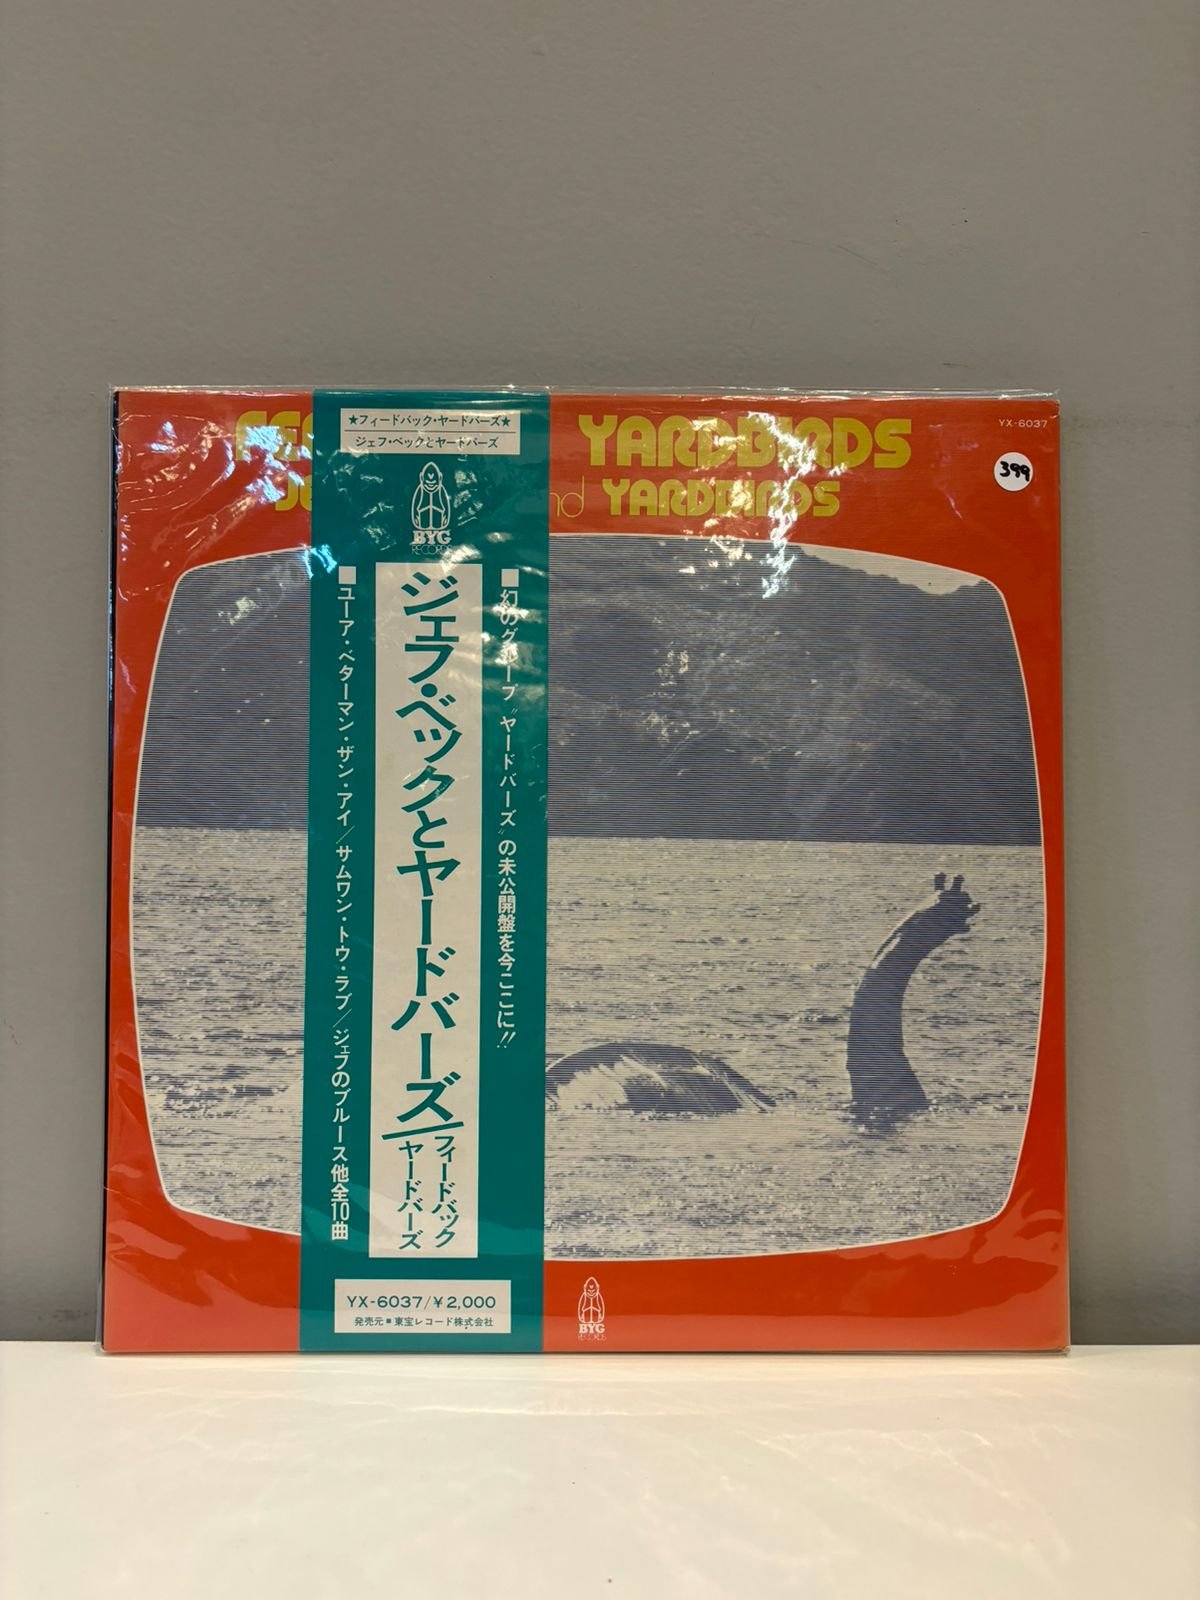 YARDBIRDS
YARDBIRDS
YX-6037
399
★フィードバック・ヤードバーズ★
ジェフ・ベックとヤードバーズ
BYG
RECORDS
■幻のグループ〝ヤードバーズ〟の未公開盤を今ここに!!
ジェフ・ベックとヤードバーズ/フィードバック
ヤードバーズ
■ユーア・ベターマン・ザン・アイ/サムワン・トゥ・ラブ/ジェフのブルース他全10曲
YX-6037/¥2,000
発売元■東宝レコード株式会社
BYG
RECORDS